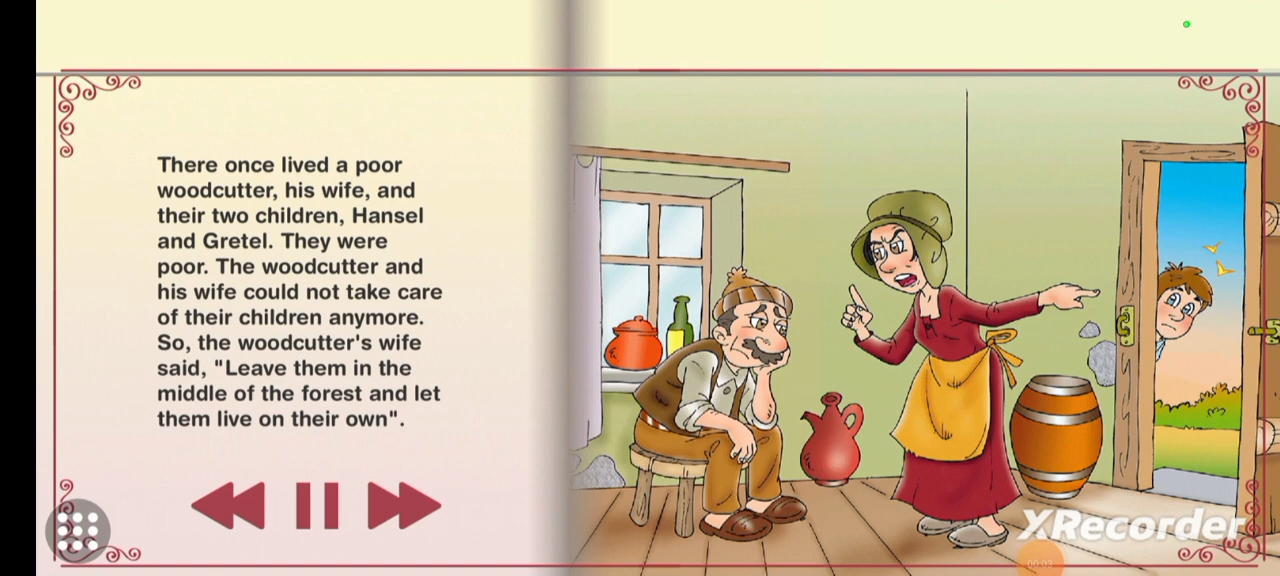 There once lived a poor
woodcutter, his wife, and
their two children, Hansel
and Gretel. They were
poor. The woodcutter and
his wife could not take care
of their children anymore.
So, the woodcutter's wife
said, "Leave them in the
middle of the forest and let
them live on their own".
XRecorder
00:03